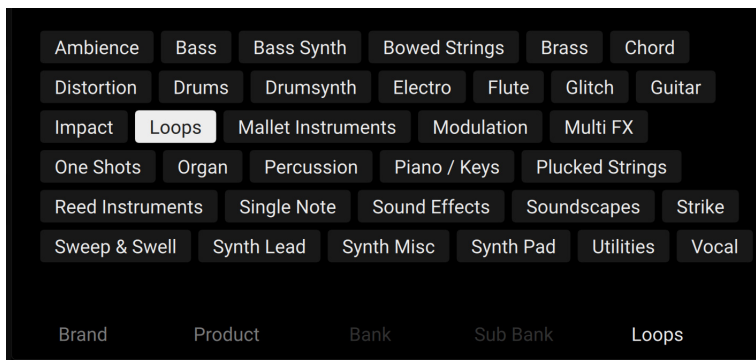 Ambience Bass Bass Synth Bowed Strings Brass Chord
Distortion Drums Drumsynth Electro Flute Glitch Guitar
Impact Loops Mallet Instruments Modulation Multi FX
One Shots Organ Percussion Piano / Keys Plucked Strings
Reed Instruments Single Note Sound Effects Soundscapes Strike
Sweep & Swell Synth Lead Synth Misc Synth Pad Utilities Vocal
Brand Product Bank Sub Bank Loops